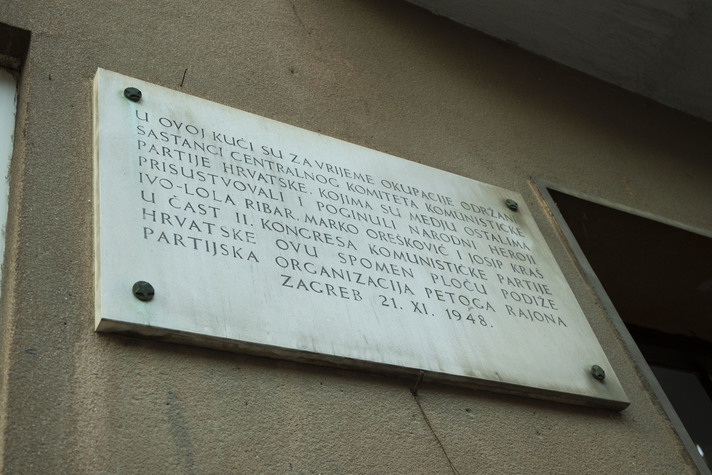 U OVOJ KUĆI SU ZA VRIJEME OKUPACIJE ODRŽANI
SASTANCI CENTRALNOG KOMITETA KOMUNISTIČKE
PARTIJE HRVATSKE, KOJIMA SU MEDJU OSTALIMA
PRISUSTVOVALI I POGINULI NARODNI HEROJI
IVO-LOLA RIBAR, MARKO OREŠKOVIĆ I JOSIP KRAŠ
U ČAST II. KONGRESA KOMUNISTIČKE PARTIJE
HRVATSKE OVU SPOMEN PLOČU PODIŽE
PARTIJSKA ORGANIZACIJA PETOGA RAJONA
ZAGREB 21. XI. 1948.